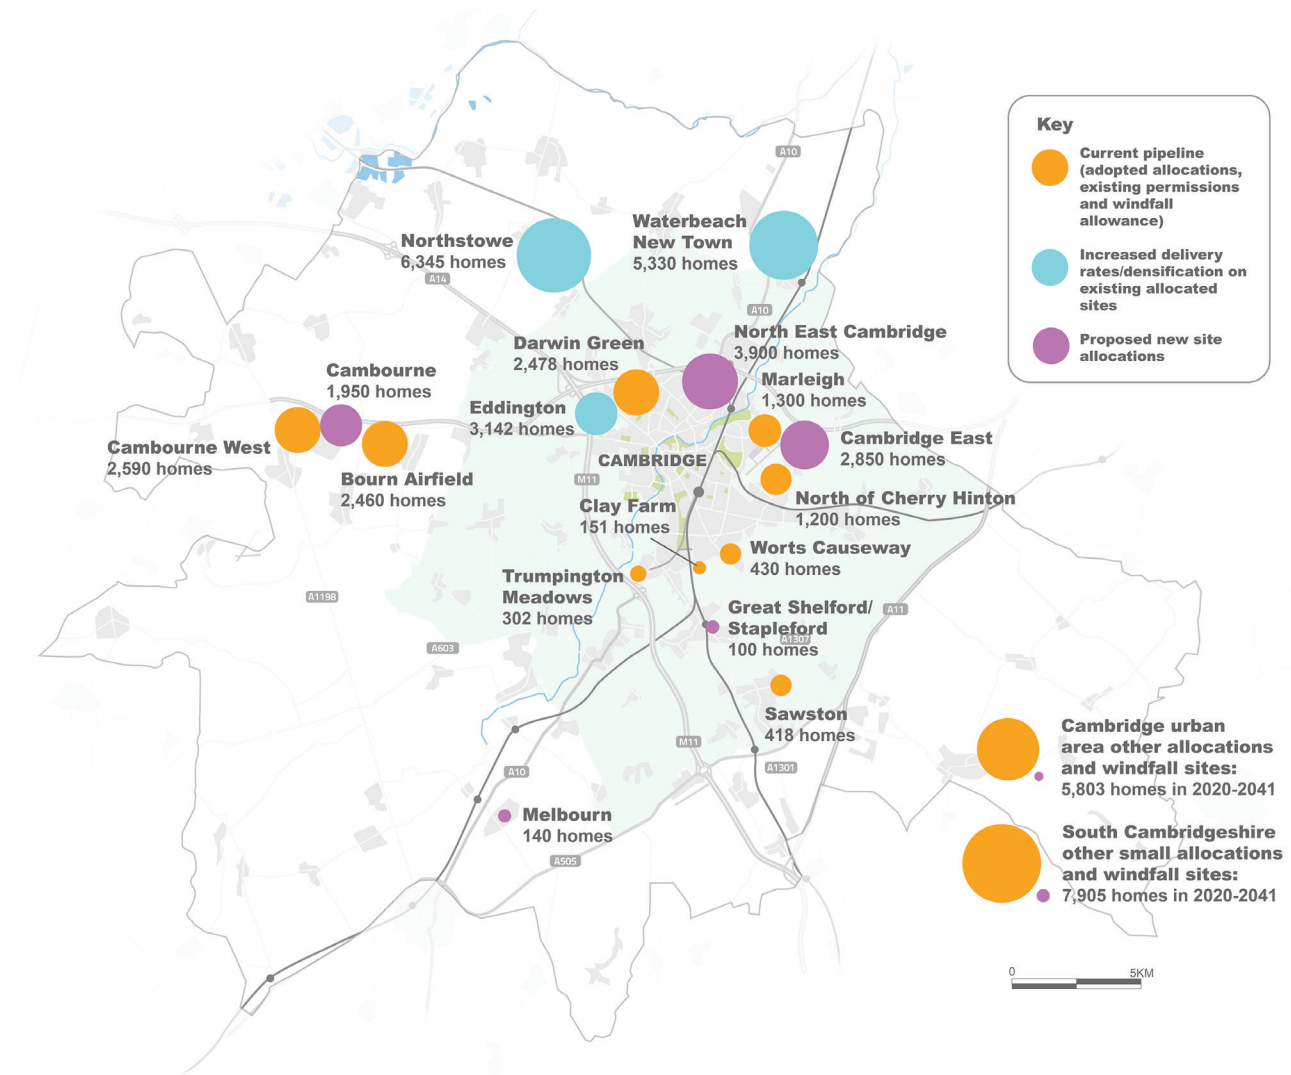 A10
Key
Current pipeline
(adopted allocations,
existing permissions
and windfall
allowance)
Increased delivery
rates/densification on
existing allocated
sites
Proposed new site
allocations
Northstowe
6,345 homes
Waterbeach
New Town
5,330 homes
A14
A10
North East Cambridge
3,900 homes
Darwin Green
2,478 homes
Cambourne
1,950 homes
Marleigh
1,300 homes
Eddington
3,142 homes
Cambourne West
2,590 homes
Cambridge East
2,850 homes
CAMBRIDGE
Bourn Airfield
2,460 homes
M11
North of Cherry Hinton
1,200 homes
Clay Farm
151 homes
Worts Causeway
430 homes
Trumpington
Meadows
302 homes
A1198
A11
Great Shelford/
Stapleford
100 homes
A1307
A603
Sawston
418 homes
M11
A1301
A10
Melbourn
140 homes
A505
Cambridge urban
area other allocations
and windfall sites:
5,803 homes in 2020-2041
South Cambridgeshire
other small allocations
and windfall sites:
7,905 homes in 2020-2041
0 5KM